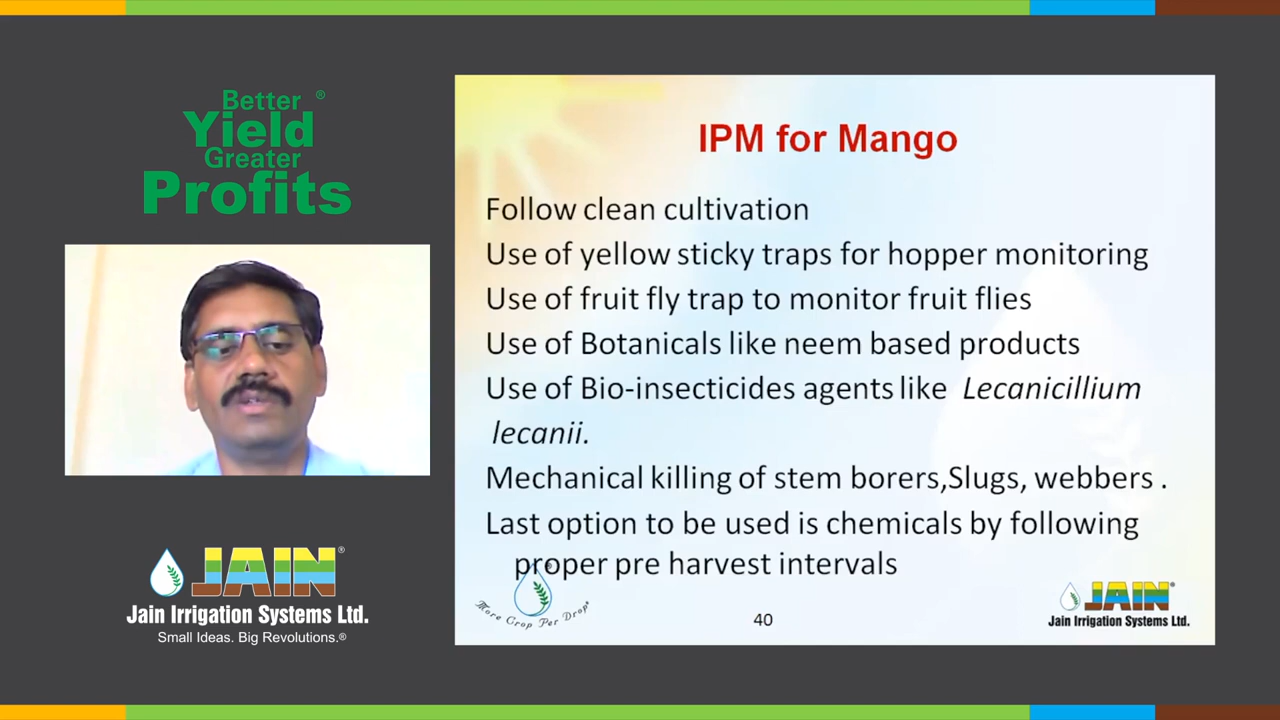 Better ®
Yield
Greater
Profits
JAIN®
Jain Irrigation Systems Ltd.
Small Ideas. Big Revolutions.®
IPM for Mango
Follow clean cultivation
Use of yellow sticky traps for hopper monitoring
Use of fruit fly trap to monitor fruit flies
Use of Botanicals like neem based products
Use of Bio-insecticides agents like Lecanicillium
lecanii.
Mechanical killing of stem borers,Slugs, webbers .
Last option to be used is chemicals by following
proper pre harvest intervals
More Crop Per Drop®
40
JAIN®
Jain Irrigation Systems Ltd.